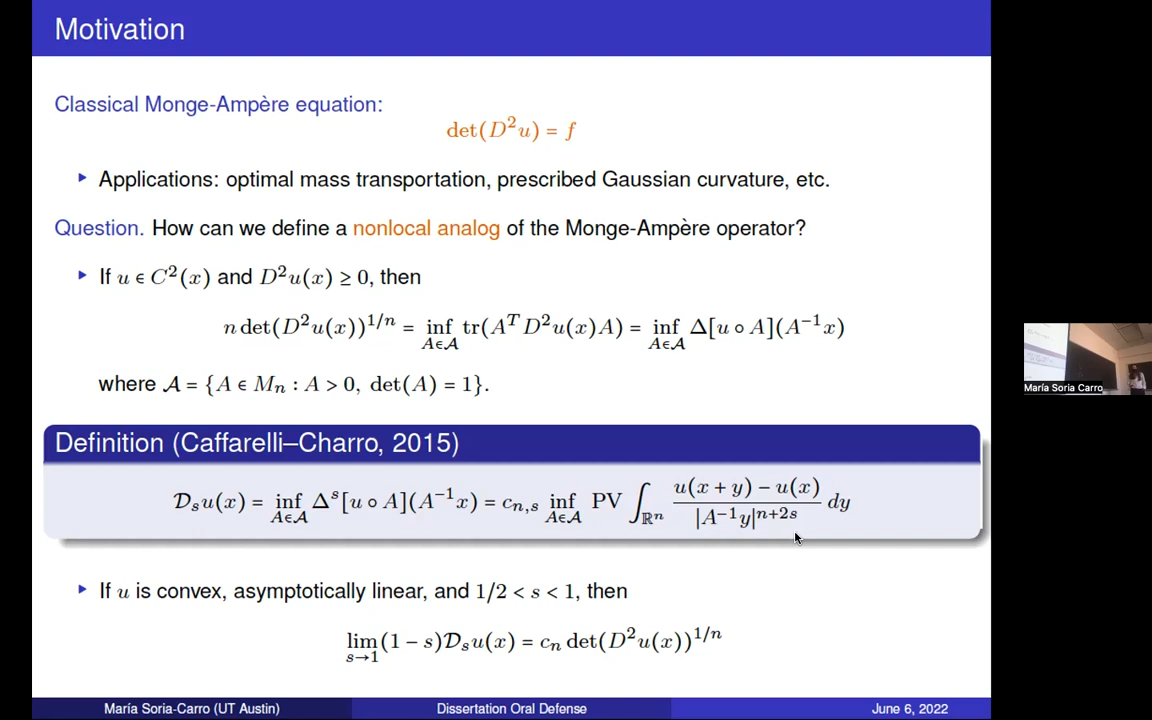 Motivation
Classical Monge-Ampère equation:
det(D²u) = f
Applications: optimal mass transportation, prescribed Gaussian curvature, etc.
Question. How can we define a nonlocal analog of the Monge-Ampère operator?
If u ∈ C²(x) and D²u(x) ≥ 0, then
n det(D²u(x))^{1/n} = inf_{A∈𝒜} tr(A^T D²u(x)A) = inf_{A∈𝒜} Δ[u ∘ A](A^{-1}x)
where 𝒜 = {A ∈ M_n : A > 0, det(A) = 1}.
Definition (Caffarelli–Charro, 2015)
𝒟_s u(x) = inf_{A∈𝒜} Δ^s[u ∘ A](A^{-1}x) = c_{n,s} inf_{A∈𝒜} PV ∫_{ℝ^n} (u(x + y) − u(x)) / |A^{-1}y|^{n+2s} dy
If u is convex, asymptotically linear, and 1/2 < s < 1, then
lim_{s→1} (1 − s)𝒟_s u(x) = c_n det(D²u(x))^{1/n}
María Soria Carro
María Soria-Carro (UT Austin) Dissertation Oral Defense June 6, 2022